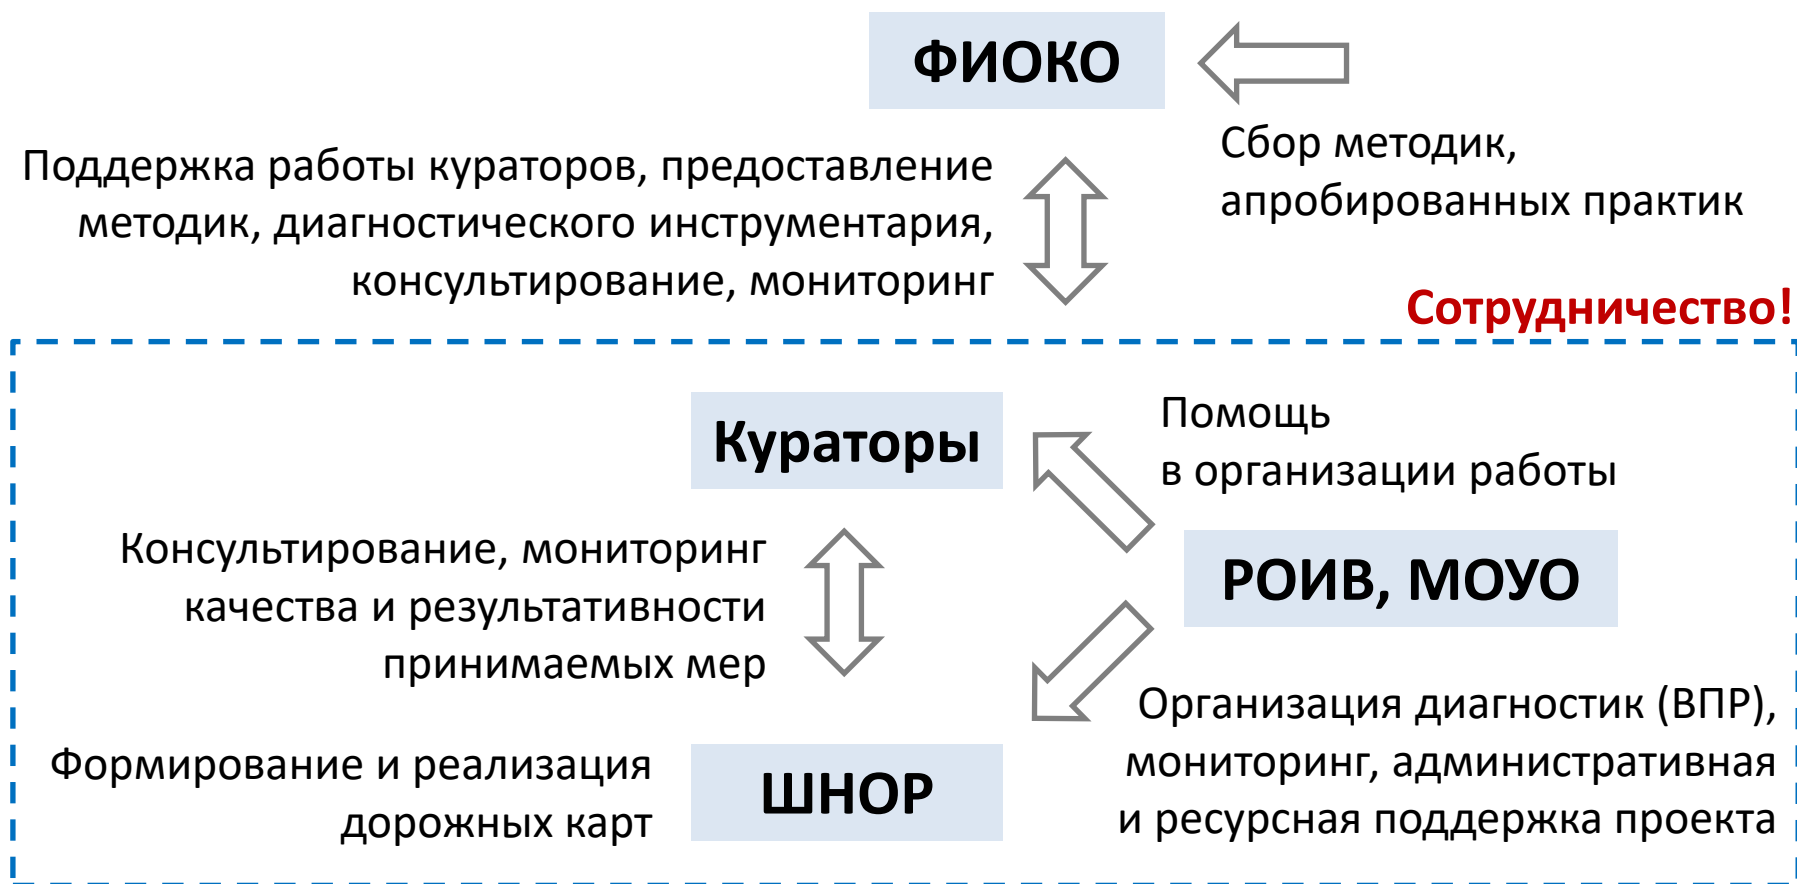 ФИОКО
Сбор методик,
апробированных практик
Поддержка работы кураторов, предоставление
методик, диагностического инструментария,
консультирование, мониторинг
Сотрудничество!
Кураторы
Помощь
в организации работы
Консультирование, мониторинг
качества и результативности
принимаемых мер
РОИВ, МОУО
Организация диагностик (ВПР),
мониторинг, административная
и ресурсная поддержка проекта
Формирование и реализация
дорожных карт
ШНОР